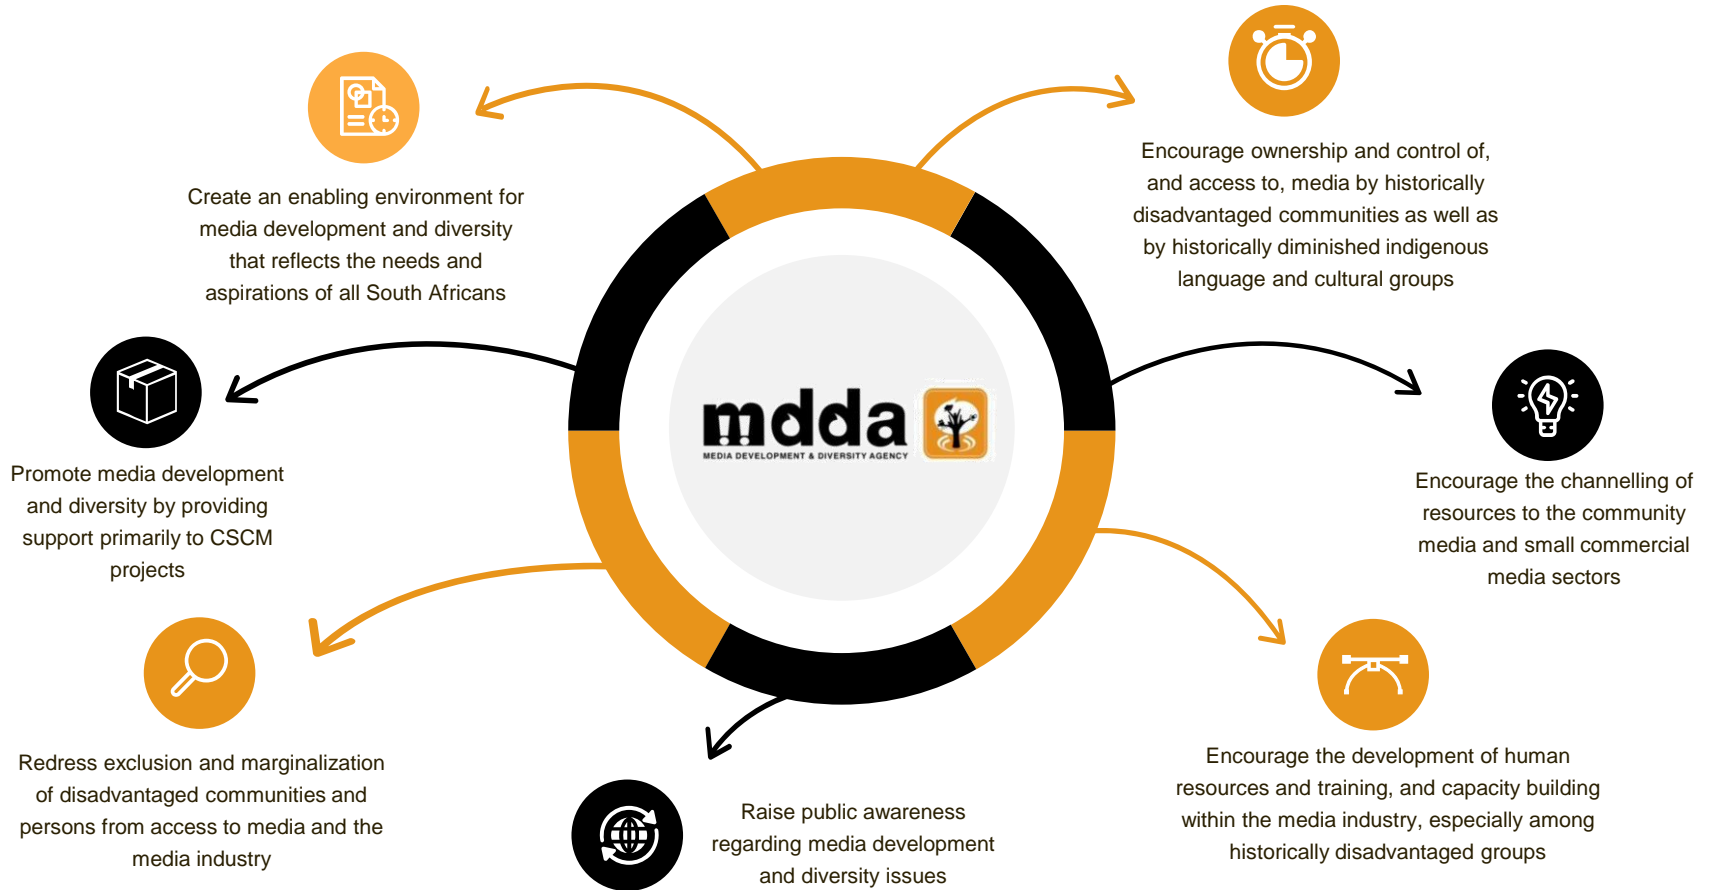 Create an enabling environment for
media development and diversity
that reflects the needs and
aspirations of all South Africans
Encourage ownership and control of,
and access to, media by historically
disadvantaged communities as well as
by historically diminished indigenous
language and cultural groups
mdda
MEDIA DEVELOPMENT & DIVERSITY AGENCY
Promote media development
and diversity by providing
support primarily to CSCM
projects
Encourage the channelling of
resources to the community
media and small commercial
media sectors
Redress exclusion and marginalization
of disadvantaged communities and
persons from access to media and the
media industry
Raise public awareness
regarding media development
and diversity issues
Encourage the development of human
resources and training, and capacity building
within the media industry, especially among
historically disadvantaged groups